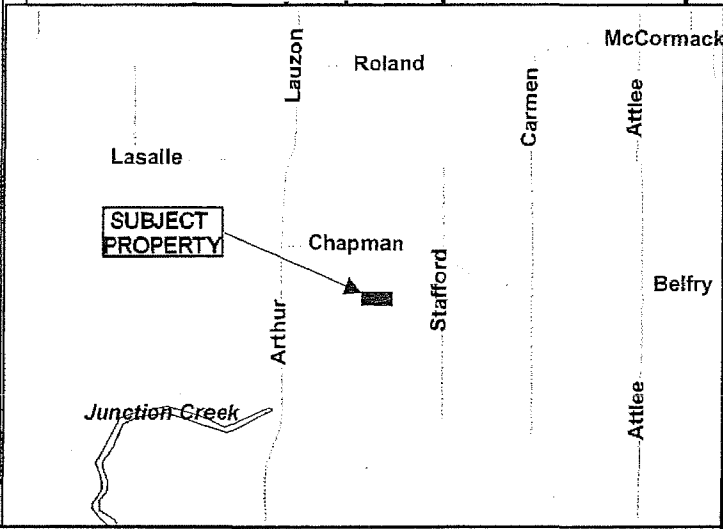 McCormack
Lauzon
Roland
Carmen
Attlee
Lasalle
SUBJECT
PROPERTY
Chapman
Stafford
Belfry
Arthur
Attlee
Junction Creek